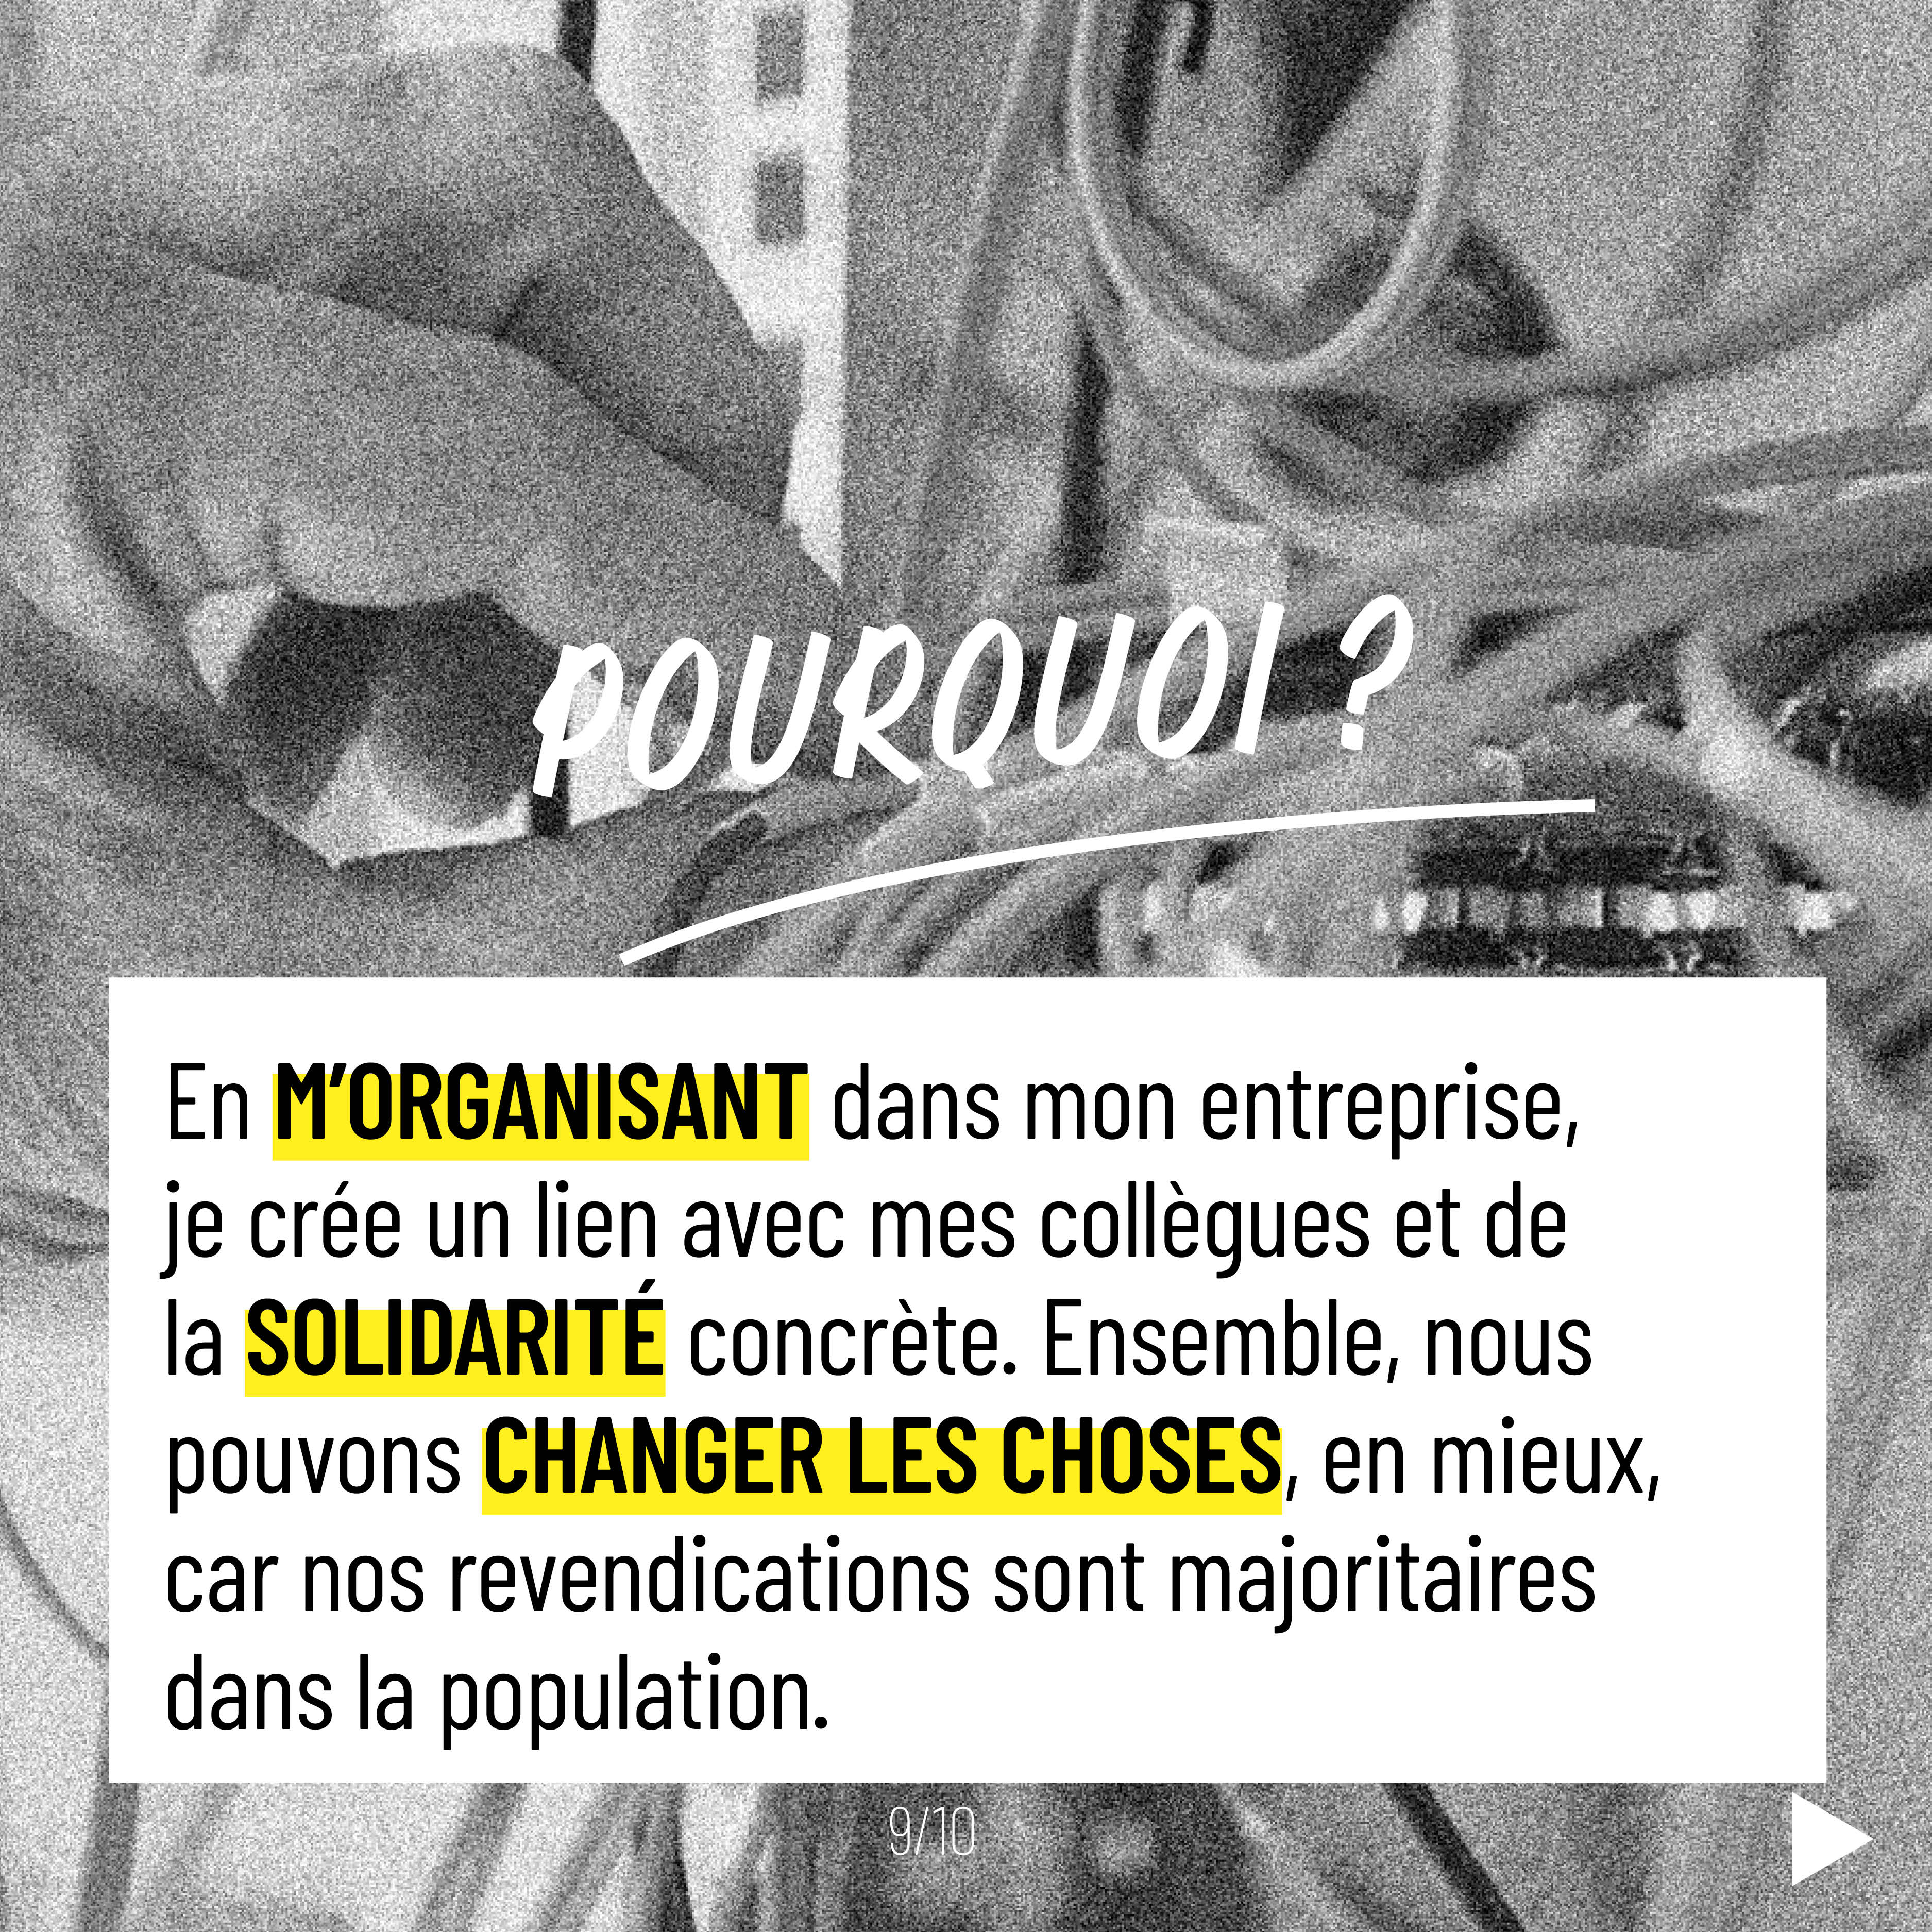 POURQUOI ?
En M’ORGANISANT dans mon entreprise,
je crée un lien avec mes collègues et de
la SOLIDARITÉ concrète. Ensemble, nous
pouvons CHANGER LES CHOSES, en mieux,
car nos revendications sont majoritaires
dans la population.
9/10